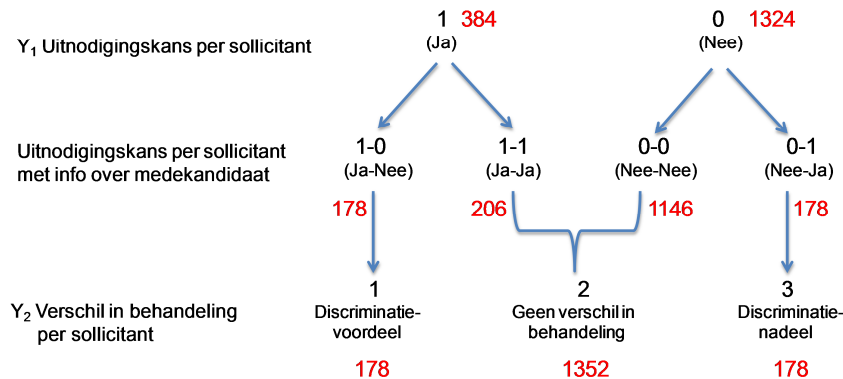 1 384 0 1324
Y1 Uitnodigingskans per sollicitant (Ja) (Nee)
1-0 1-1 0-0 0-1
Uitnodigingskans per sollicitant
met info over medekandidaat (Ja-Nee) (Ja-Ja) (Nee-Nee) (Nee-Ja)
178 206 1146 178
1 2 3
Y2 Verschil in behandeling Discriminatie- Geen verschil in Discriminatie-
per sollicitant voordeel behandeling nadeel
178 1352 178